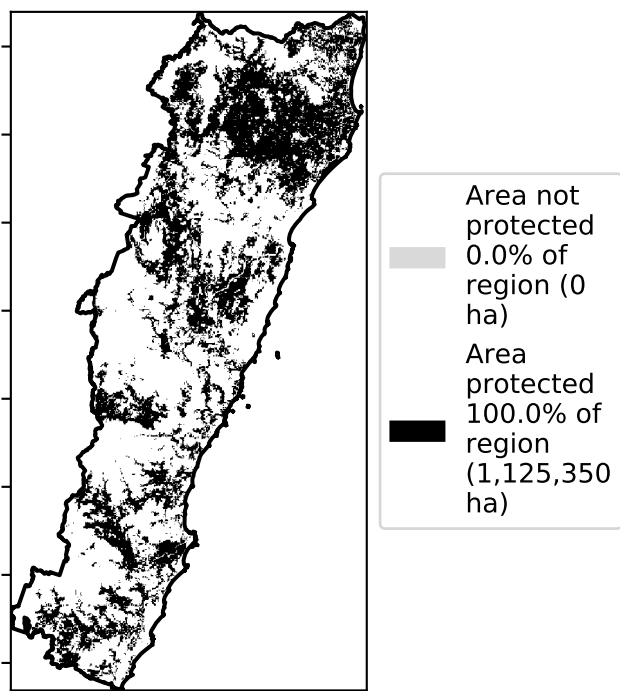 Area not
protected
0.0% of
region (0
ha)
Area
protected
100.0% of
region
(1,125,350
ha)